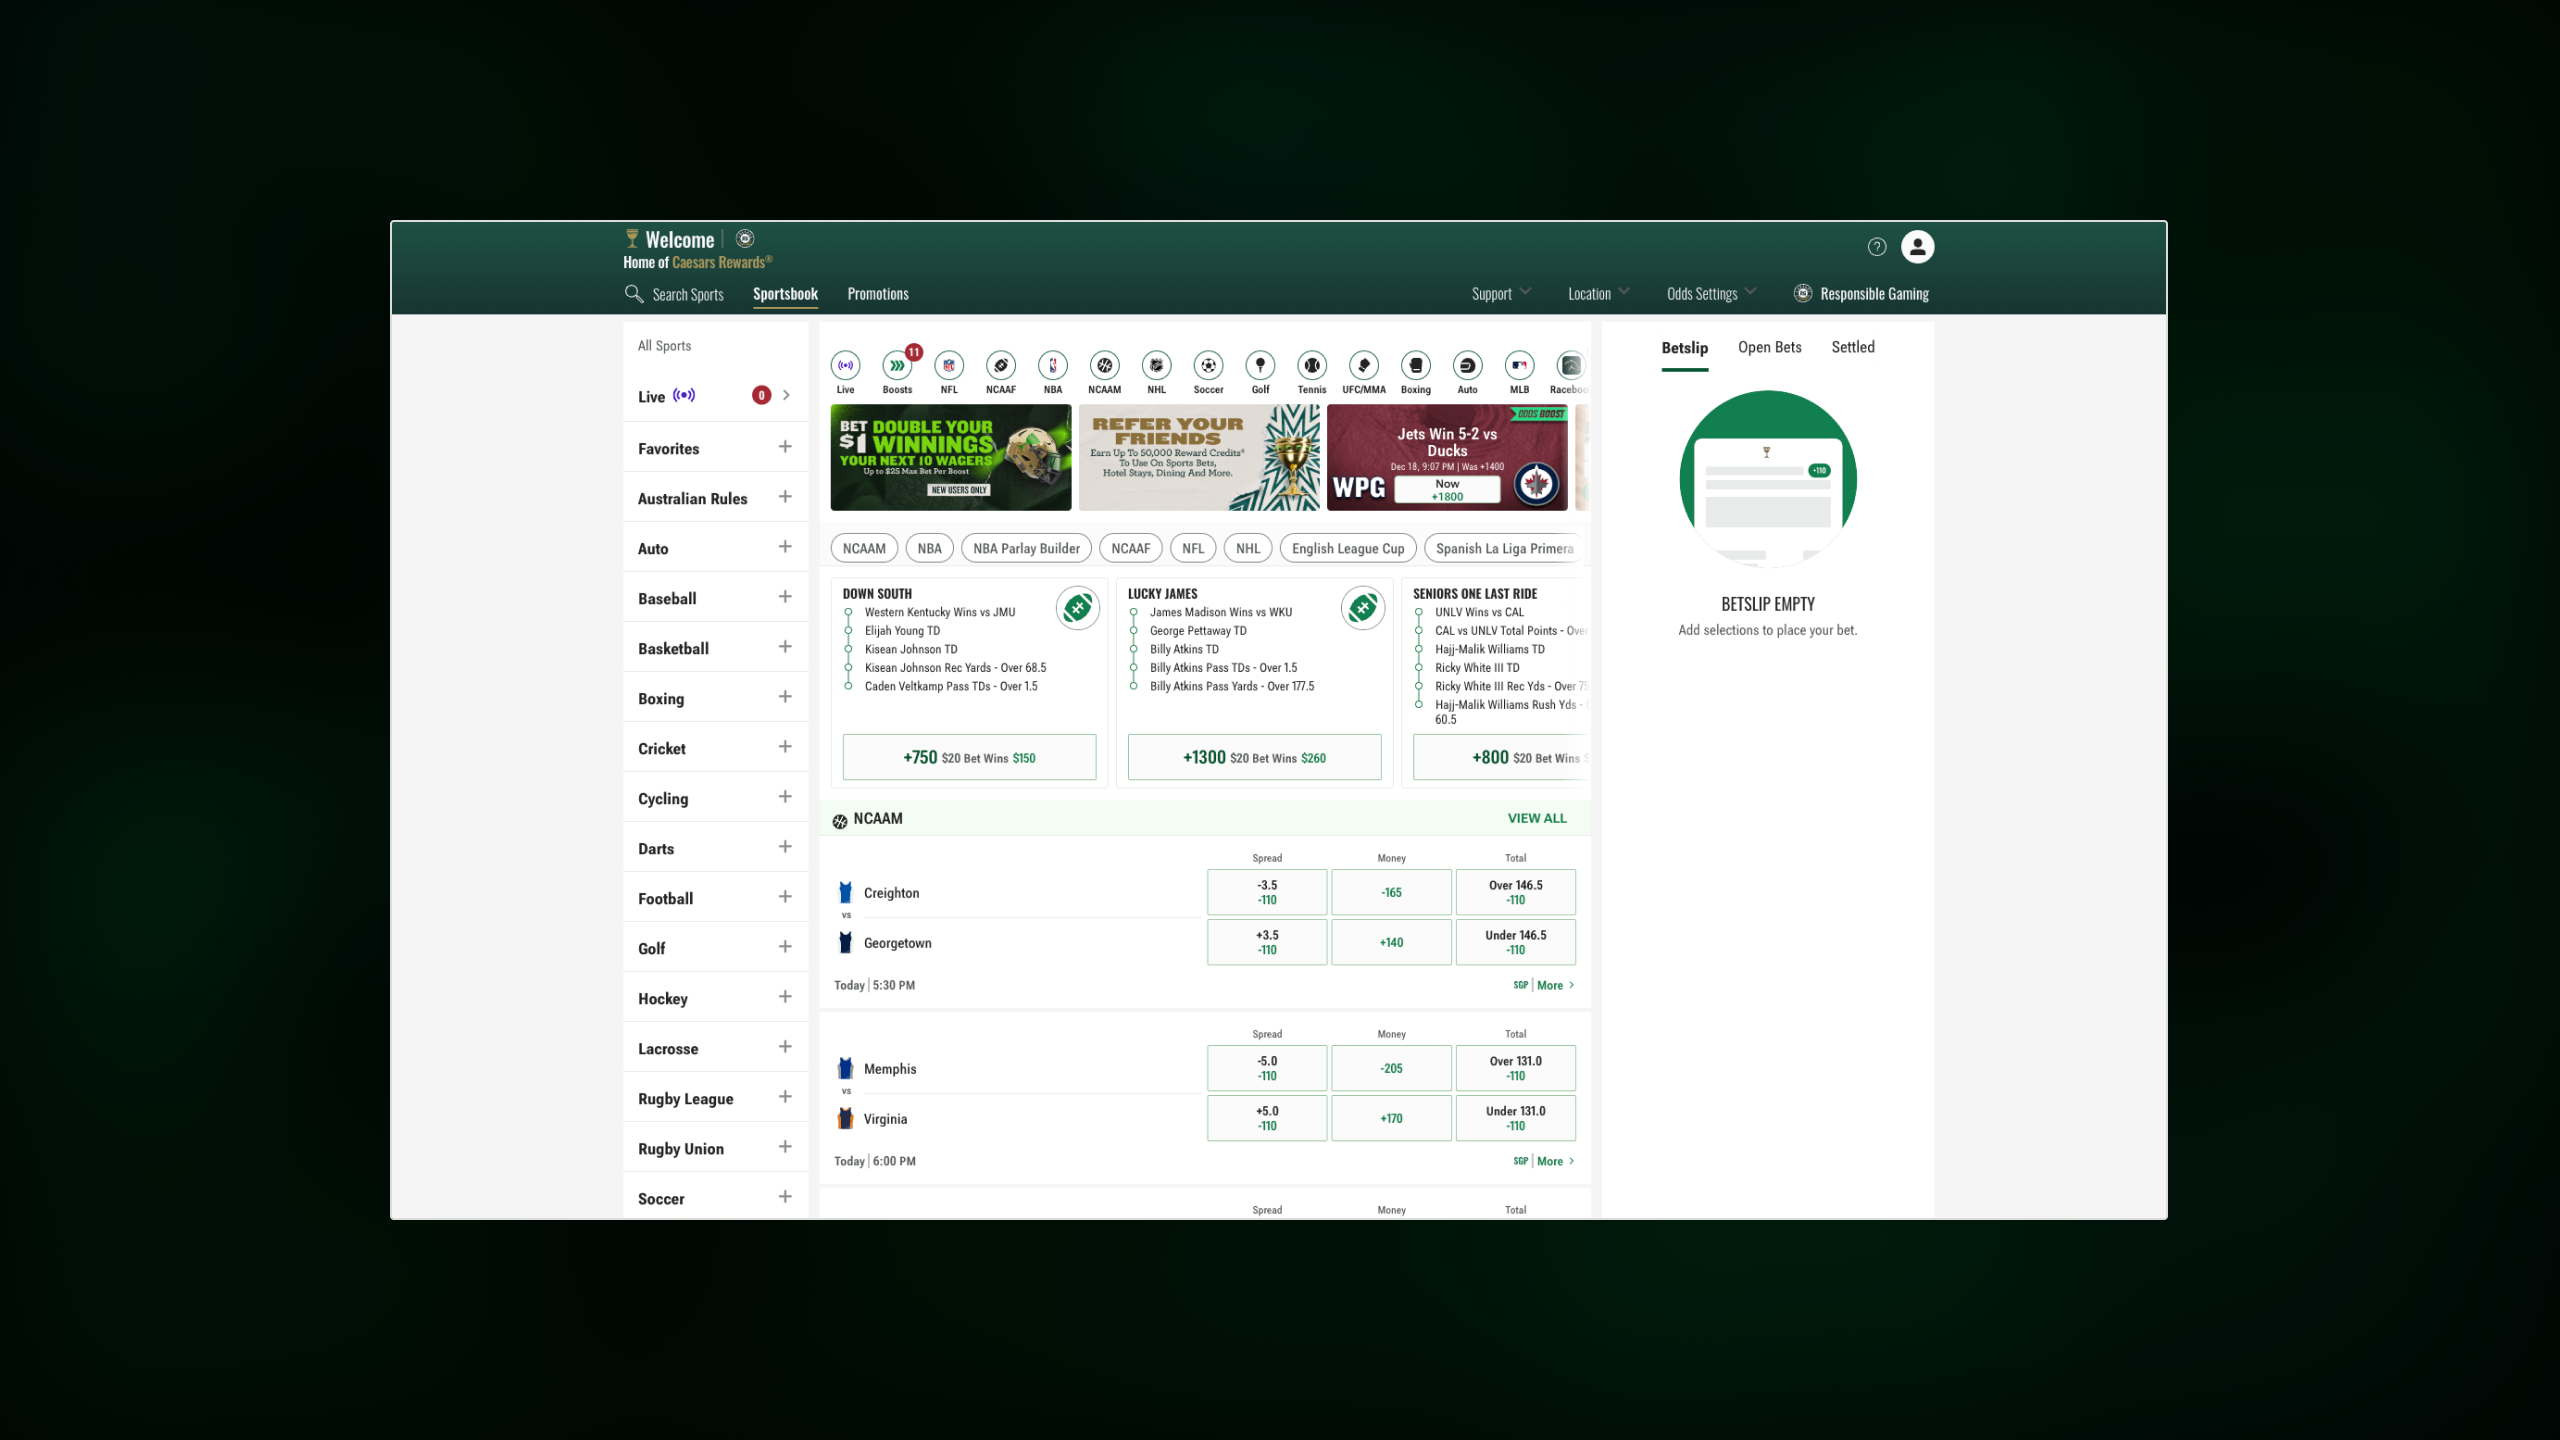 Welcome
Home of Caesars Rewards®
Search Sports
Sportsbook
Promotions
Support
Location
Odds Settings
Responsible Gaming
All Sports
Live
0
Favorites
Australian Rules
Auto
Baseball
Basketball
Boxing
Cricket
Cycling
Darts
Football
Golf
Hockey
Lacrosse
Rugby League
Rugby Union
Soccer
11
Live
Boosts
NFL
NCAAF
NBA
NCAAM
NHL
Soccer
Golf
Tennis
UFC/MMA
Boxing
Auto
MLB
BET $1 DOUBLE YOUR WINNINGS
YOUR NEXT 10 WAGERS
Up to $25 Max Bet Per Boost
NEW USERS ONLY
REFER YOUR
FRIENDS
Earn Up To 50,000 Reward Credits®
To Use On Sports Bets,
Hotel Stays, Dining And More.
ODDS BOOST
Jets Win 5-2 vs
Ducks
Dec 18, 9:07 PM | Was +1400
WPG
Now
+1800
NCAAM
NBA
NBA Parlay Builder
NCAAF
NFL
NHL
English League Cup
Spanish La Liga Primera
DOWN SOUTH
Western Kentucky Wins vs JMU
Elijah Young TD
Kisean Johnson TD
Kisean Johnson Rec Yards - Over 68.5
Caden Veltkamp Pass TDs - Over 1.5
+750 $20 Bet Wins $150
LUCKY JAMES
James Madison Wins vs WKU
George Pettaway TD
Billy Atkins TD
Billy Atkins Pass TDs - Over 1.5
Billy Atkins Pass Yards - Over 177.5
+1300 $20 Bet Wins $260
SENIORS ONE LAST RIDE
UNLV Wins vs CAL
CAL vs UNLV Total Points - Over
Hajj-Malik Williams TD
Ricky White III TD
Ricky White III Rec Yds - Over
Hajj-Malik Williams Rush Yds -
60.5
+800 $20 Bet Wins
NCAAM
VIEW ALL
Spread Money Total
Creighton
-3.5
-110
-165
Over 146.5
-110
vs
Georgetown
+3.5
-110
+140
Under 146.5
-110
Today | 5:30 PM
SGP | More
Spread Money Total
Memphis
-5.0
-110
-205
Over 131.0
-110
vs
Virginia
+5.0
-110
+170
Under 131.0
-110
Today | 6:00 PM
SGP | More
Spread Money Total
Betslip
Open Bets
Settled
+110
BETSLIP EMPTY
Add selections to place your bet.